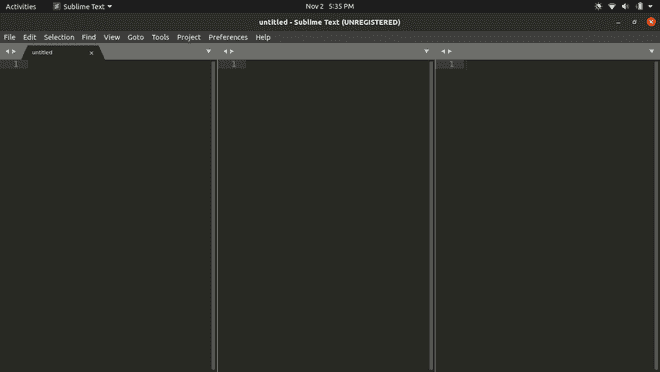 Activities Sublime Text Nov 2 5:35 PM
untitled - Sublime Text (UNREGISTERED)
File Edit Selection Find View Goto Tools Project Preferences Help
untitled
1 1 1